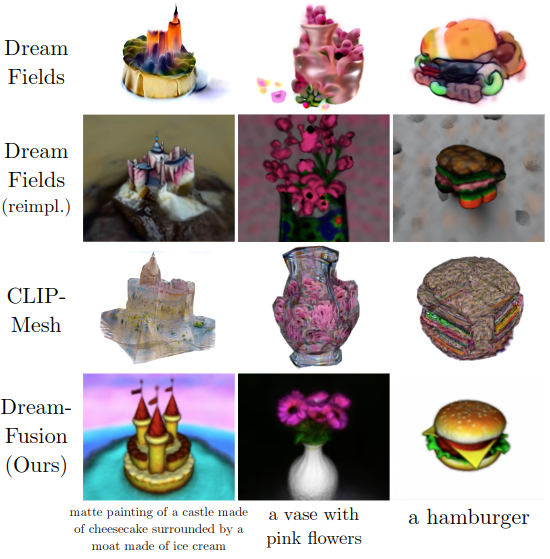 Dream
Fields
Dream
Fields
(reimpl.)
CLIP-
Mesh
Dream-
Fusion
(Ours)
matte painting of a castle made
of cheesecake surrounded by a
moat made of ice cream
a vase with
pink flowers
a hamburger